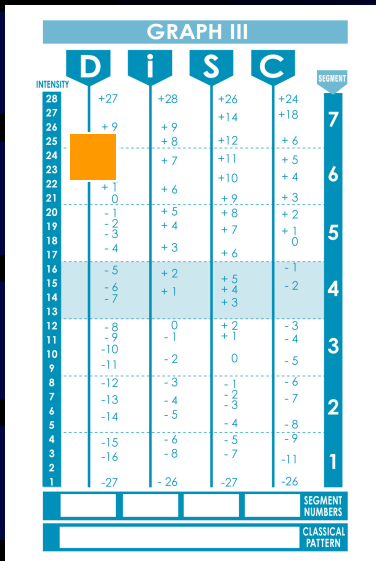 GRAPH III
D i S C
INTENSITY SEGMENT
28 +27 +28 +26 +24
27 +14 +18
7
26 +9 +9
25 +8 +12 +6
24 +7 +11 +5
23 +10 +4
6
22 +1 +6
21 0 +9 +3
20 -1 +5 +8 +2
19 -2 +4 +7 +1
5
18 -3 0
17 -4 +3 +6
16 -5 +2 -1
15 -6 +5 -2
4
14 -7 +1 +4
13 +3
12 -8 0 +2 -3
11 -9 -1 +1 -4
3
10 -10 -2 0 -5
9 -11
8 -12 -3 -1 -6
7 -13 -4 -2 -7
2
6 -14 -5 -3
5 -4 -8
4 -15 -6 -5 -9
3 -16 -8 -7 -11
1
2
1 -27 -26 -27 -26
SEGMENT
NUMBERS
CLASSICAL
PATTERN